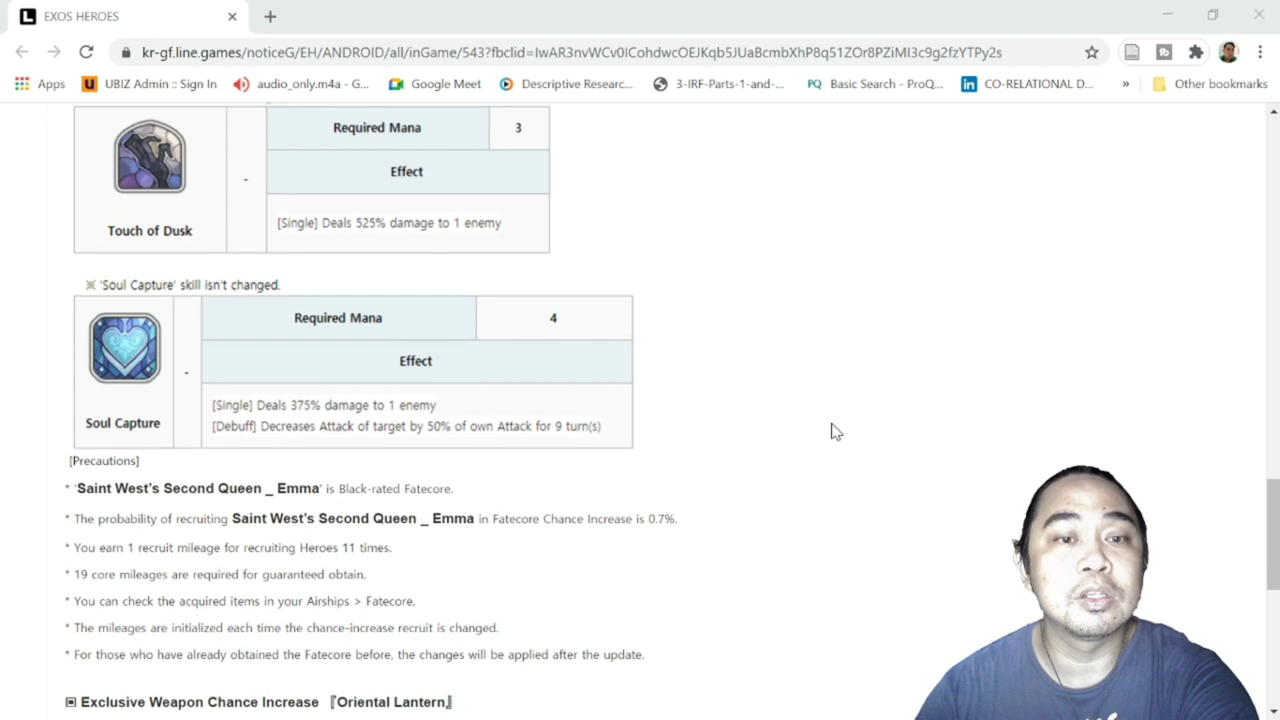 EXOS HEROES
kr-gf.line.games/noticeG/EH/ANDROID/all/inGame/543?fbclid=IwAR3nvWCv0ICohdwcOEJKqb5JUaBcmbXhP8q51ZOr8PZiMI3c9g2fzYTPy2s
Apps UBIZ Admin :: Sign In audio_only.m4a - G... Google Meet Descriptive Researc... 3-IRF-Parts-1-and-... PQ Basic Search - ProQ... CO-RELATIONAL D... » Other bookmarks
Required Mana 3
Effect
Touch of Dusk - [Single] Deals 525% damage to 1 enemy
※ 'Soul Capture' skill isn't changed.
Required Mana 4
Effect
[Single] Deals 375% damage to 1 enemy
Soul Capture - [Debuff] Decreases Attack of target by 50% of own Attack for 9 turn(s)
[Precautions]
* 'Saint West's Second Queen _ Emma' is Black-rated Fatecore.
* The probability of recruiting Saint West's Second Queen _ Emma in Fatecore Chance Increase is 0.7%.
* You earn 1 recruit mileage for recruiting Heroes 11 times.
* 19 core mileages are required for guaranteed obtain.
* You can check the acquired items in your Airships > Fatecore.
* The mileages are initialized each time the chance-increase recruit is changed.
* For those who have already obtained the Fatecore before, the changes will be applied after the update.
▣ Exclusive Weapon Chance Increase 『Oriental Lantern』